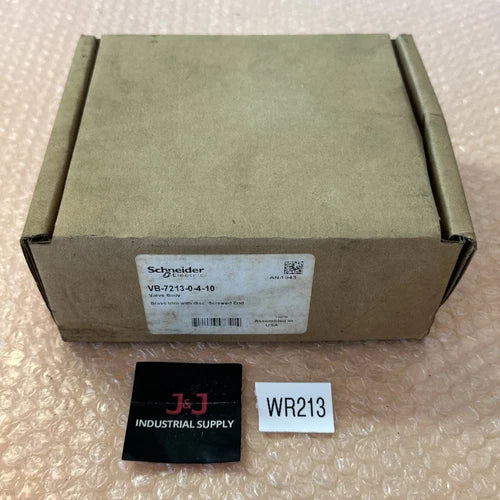 Schneider
Electric
AN-1943
VB-7213-0-4-10
Valve Body
Brass trim with disc, Screwed End
Assembled in
USA
J&J
INDUSTRIAL SUPPLY
WR213